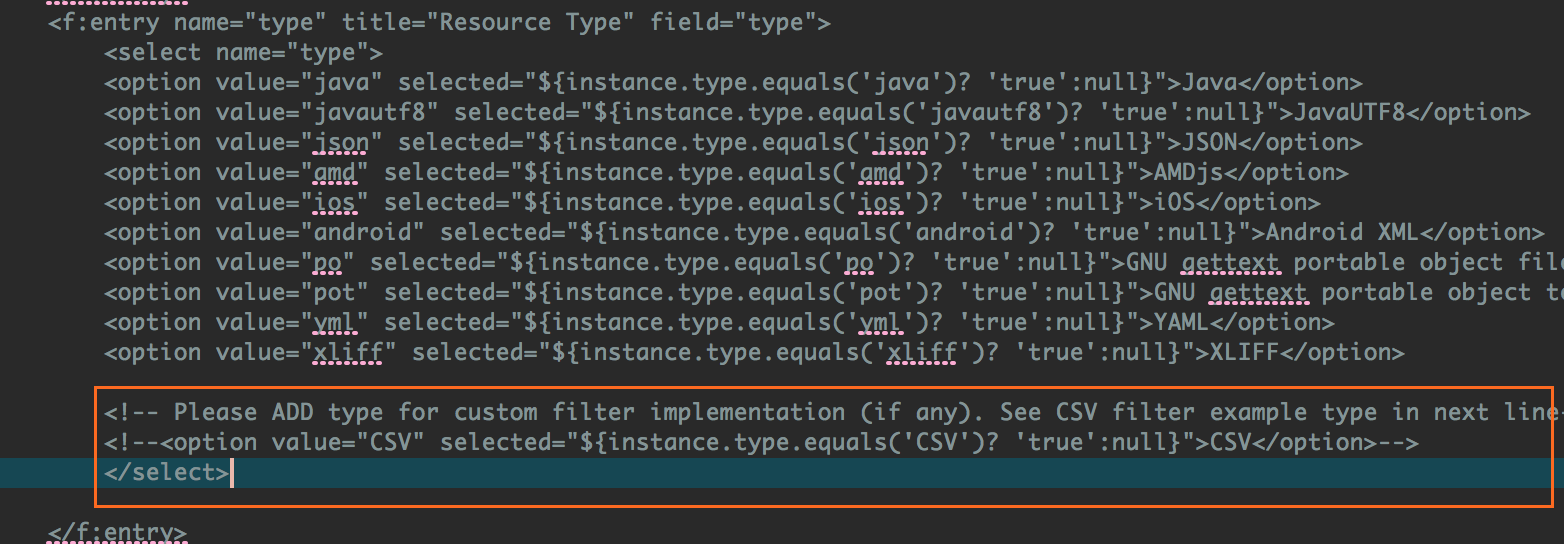 <f:entry name="type" title="Resource Type" field="type">
<select name="type">
<option value="java" selected="${instance.type.equals('java')? 'true':null}">Java</option>
<option value="javautf8" selected="${instance.type.equals('javautf8')? 'true':null}">JavaUTF8</option>
<option value="json" selected="${instance.type.equals('json')? 'true':null}">JSON</option>
<option value="amd" selected="${instance.type.equals('amd')? 'true':null}">AMDjs</option>
<option value="ios" selected="${instance.type.equals('ios')? 'true':null}">iOS</option>
<option value="android" selected="${instance.type.equals('android')? 'true':null}">Android XML</option>
<option value="po" selected="${instance.type.equals('po')? 'true':null}">GNU gettext portable object
<option value="pot" selected="${instance.type.equals('pot')? 'true':null}">GNU gettext portable object
<option value="yml" selected="${instance.type.equals('yml')? 'true':null}">YAML</option>
<option value="xliff" selected="${instance.type.equals('xliff')? 'true':null}">XLIFF</option>
<!-- Please ADD type for custom filter implementation (if any). See CSV filter example type in next line
<!--<option value="CSV" selected="${instance.type.equals('CSV')? 'true':null}">CSV</option>-->
</select>
</f:entry>